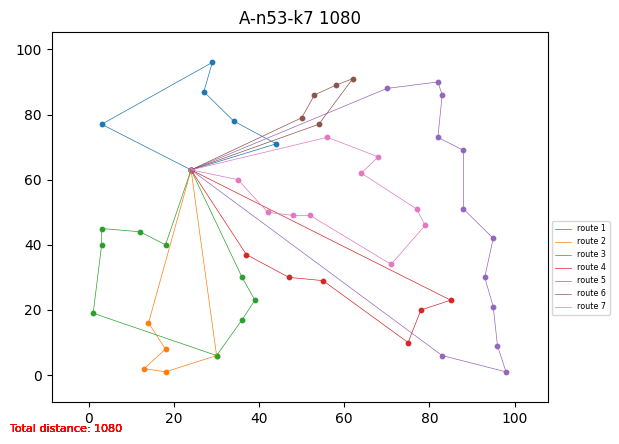 A-n53-k7 1080
100
80
60
40
20
0
0 20 40 60 80 100
route 1
route 2
route 3
route 4
route 5
route 6
route 7
Total distance: 1080